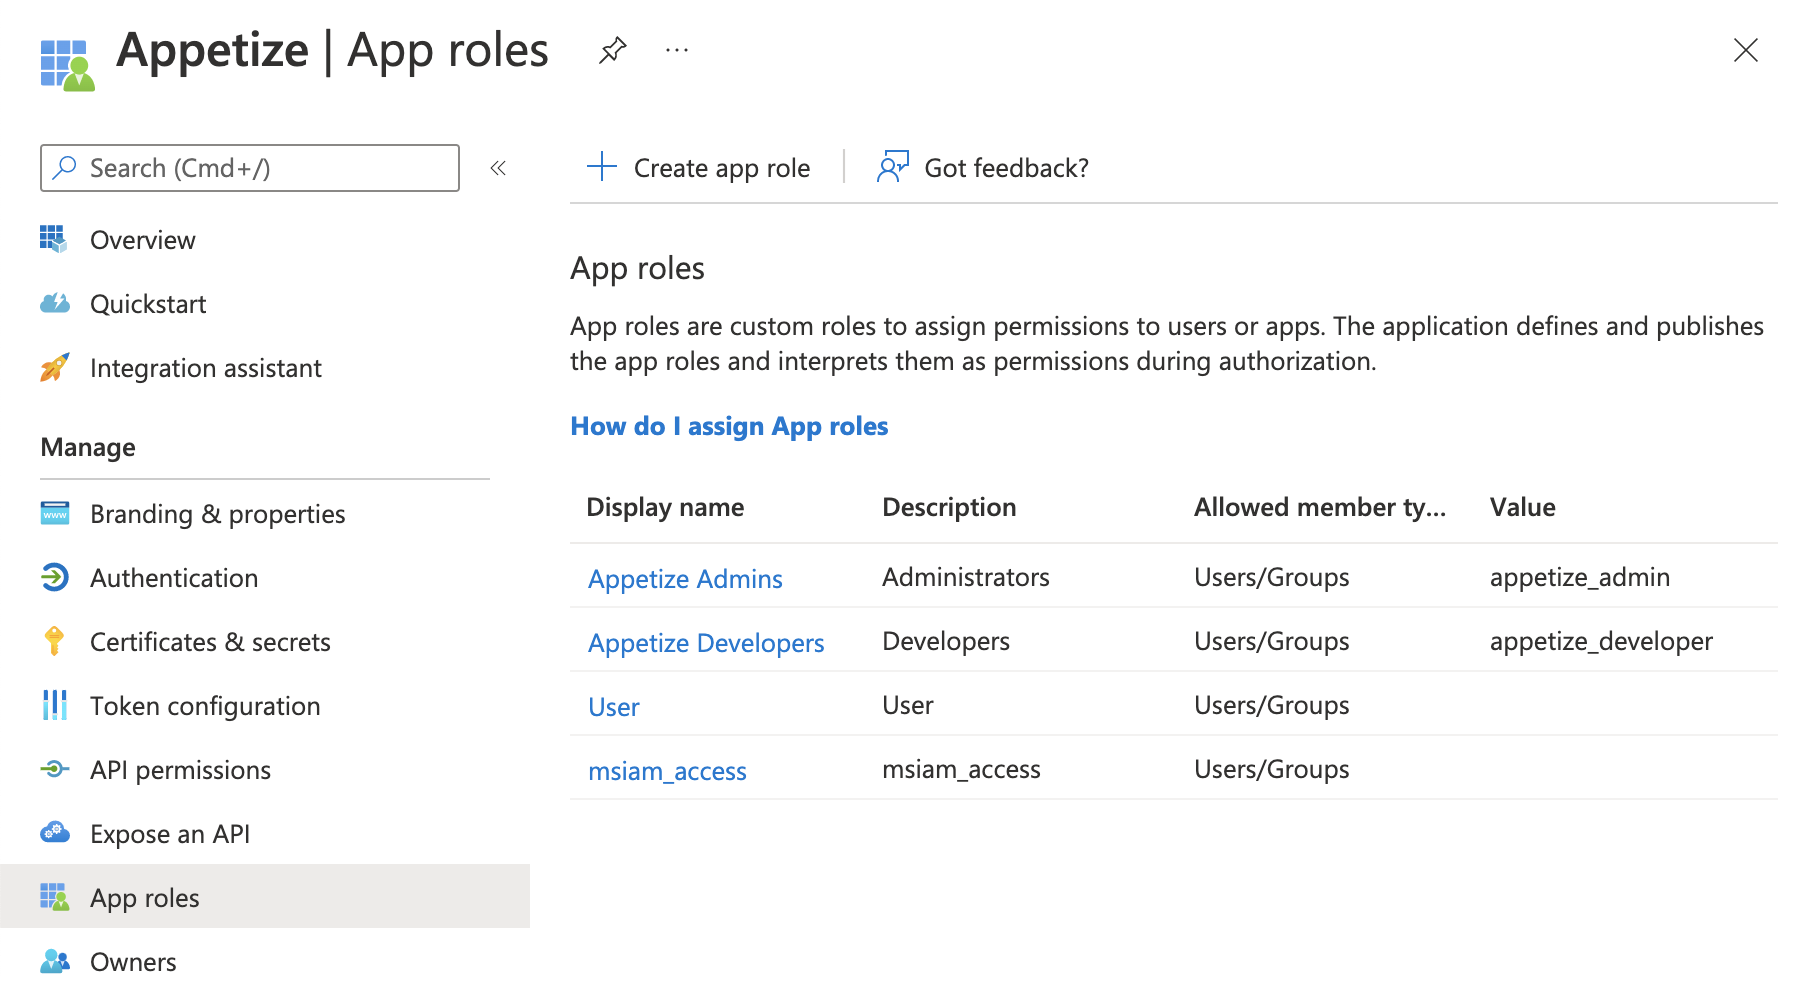 Appetize | App roles
Search (Cmd+/)
Overview
Quickstart
Integration assistant
Manage
www
Branding & properties
Authentication
Certificates & secrets
Token configuration
API permissions
Expose an API
App roles
Owners
Create app role
Got feedback?
App roles
App roles are custom roles to assign permissions to users or apps. The application defines and publishes
the app roles and interprets them as permissions during authorization.
How do I assign App roles
Display name Description Allowed member ty... Value
Appetize Admins Administrators Users/Groups appetize_admin
Appetize Developers Developers Users/Groups appetize_developer
User User Users/Groups
msiam_access msiam_access Users/Groups